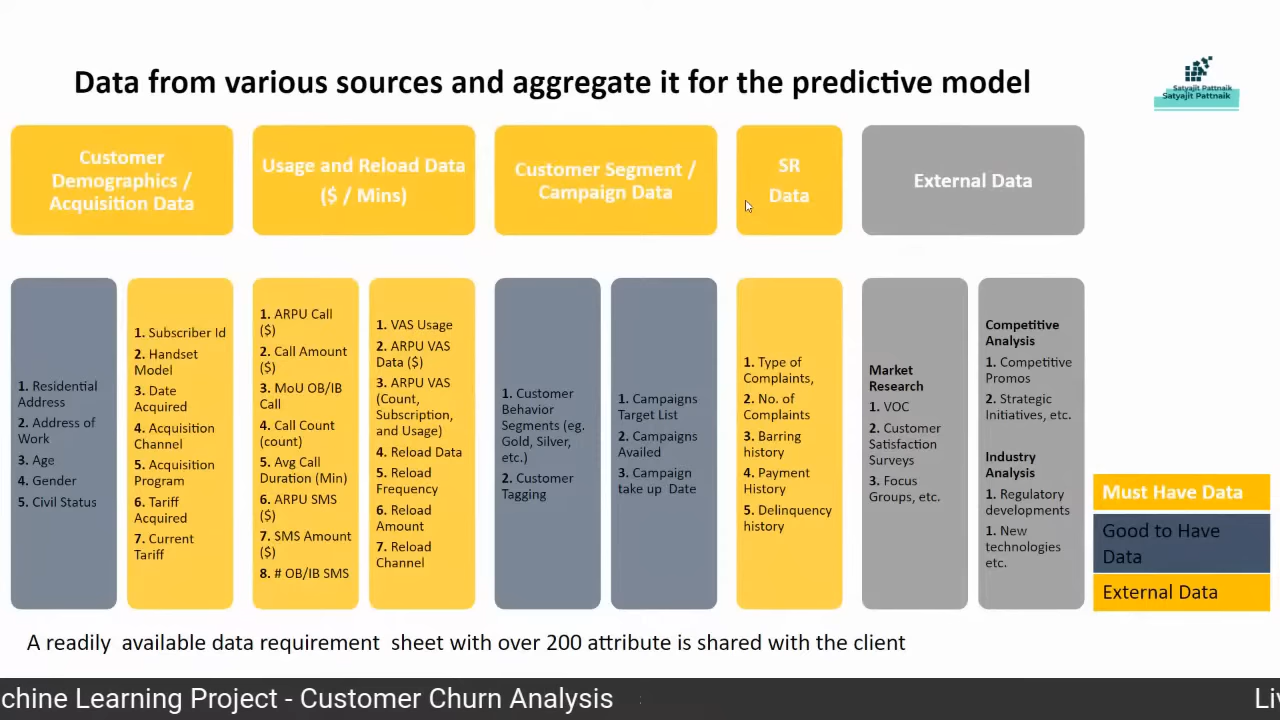 Data from various sources and aggregate it for the predictive model
Satyajit Pattnaik
Satyajit Pattnaik
Customer
Demographics /
Acquisition Data
Usage and Reload Data
($ / Mins)
Customer Segment /
Campaign Data
SR
Data
External Data
1. Residential
Address
2. Address of
Work
3. Age
4. Gender
5. Civil Status
1. Subscriber Id
2. Handset
Model
3. Date
Acquired
4. Acquisition
Channel
5. Acquisition
Program
6. Tariff
Acquired
7. Current
Tariff
1. ARPU Call
($)
2. Call Amount
($)
3. MoU OB/IB
Call
4. Call Count
(count)
5. Avg Call
Duration (Min)
6. ARPU SMS
($)
7. SMS Amount
($)
8. # OB/IB SMS
1. VAS Usage
2. ARPU VAS
Data ($)
3. ARPU VAS
(Count,
Subscription,
and Usage)
4. Reload Data
5. Reload
Frequency
6. Reload
Amount
7. Reload
Channel
1. Customer
Behavior
Segments (eg.
Gold, Silver,
etc.)
2. Customer
Tagging
1. Campaigns
Target List
2. Campaigns
Availed
3. Campaign
take up Date
1. Type of
Complaints,
2. No. of
Complaints
3. Barring
history
4. Payment
History
5. Delinquency
history
Market
Research
1. VOC
2. Customer
Satisfaction
Surveys
3. Focus
Groups, etc.
Competitive
Analysis
1. Competitive
Promos
2. Strategic
Initiatives, etc.
Industry
Analysis
1. Regulatory
developments
1. New
technologies
etc.
Must Have Data
Good to Have
Data
External Data
A readily available data requirement sheet with over 200 attribute is shared with the client
chine Learning Project - Customer Churn Analysis
Liv